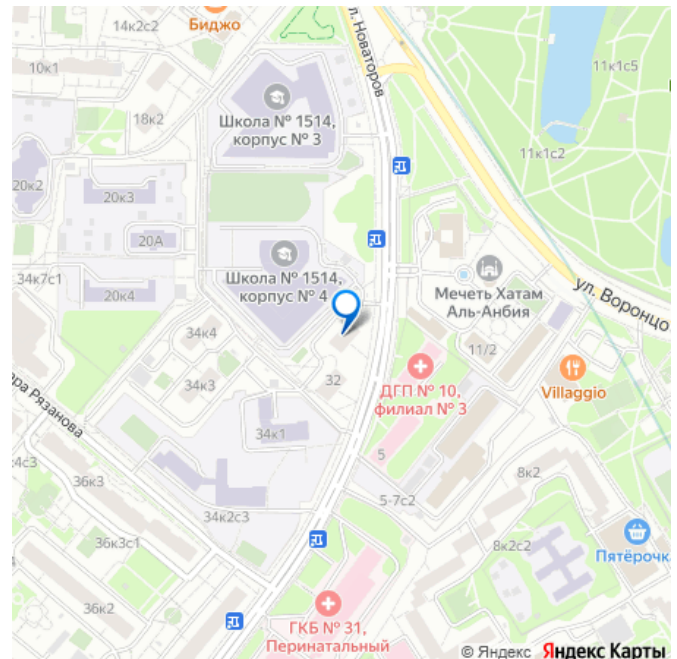 14к2с2
Биджо
10к1
ул. Новаторов
11к1с5
Школа № 1514,
корпус № 3
18к2
11к1с2
20к2
20к3
20А
34к7с1
Школа № 1514,
корпус № 4
20к4
Мечеть Хатам
Аль-Анбия
ул. Воронцо
34к4
11/2
34к3
32
ДГП № 10,
филиал № 3
Villaggio
ера Рязанова
34к1
5
к4с3
36к3
5-7с2
8к2
34к2с3
36к3с1
8к2с2
Пятёрочк
36к2
ГКБ № 31,
Перинатальный
© Яндекс Яндекс Карты